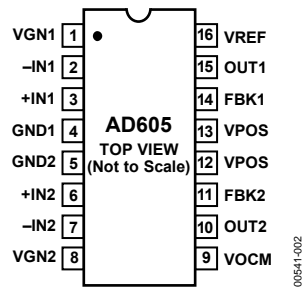 VGN1 1 16 VREF
–IN1 2 15 OUT1
+IN1 3 14 FBK1
GND1 4 AD605 13 VPOS
TOP VIEW
GND2 5 (Not to Scale) 12 VPOS
+IN2 6 11 FBK2
–IN2 7 10 OUT2
VGN2 8 9 VOCM
00541-002